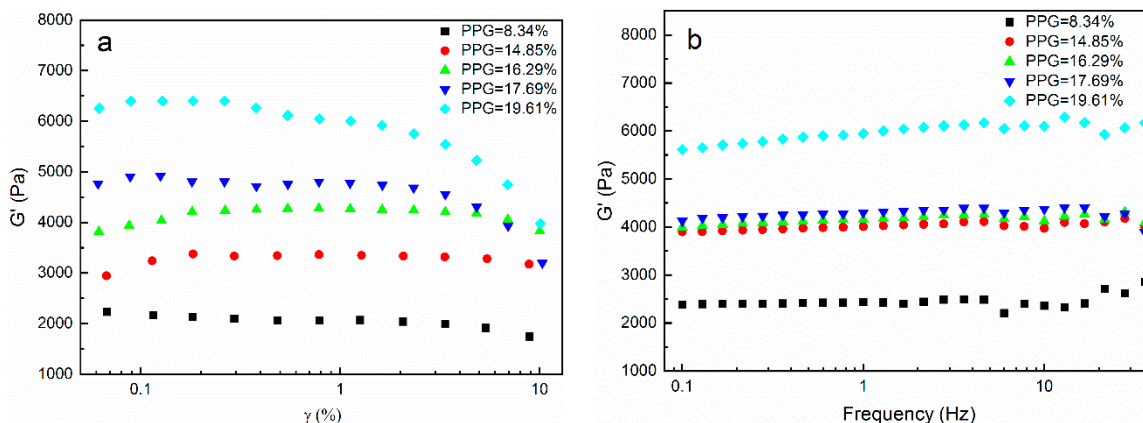 a
PPG=8.34%
PPG=14.85%
PPG=16.29%
PPG=17.69%
PPG=19.61%
8000
7000
6000
5000
4000
3000
2000
1000
G' (Pa)
0.1
1
10
γ (%)
b
PPG=8.34%
PPG=14.85%
PPG=16.29%
PPG=17.69%
PPG=19.61%
8000
7000
6000
5000
4000
3000
2000
1000
G' (Pa)
0.1
1
10
Frequency (Hz)